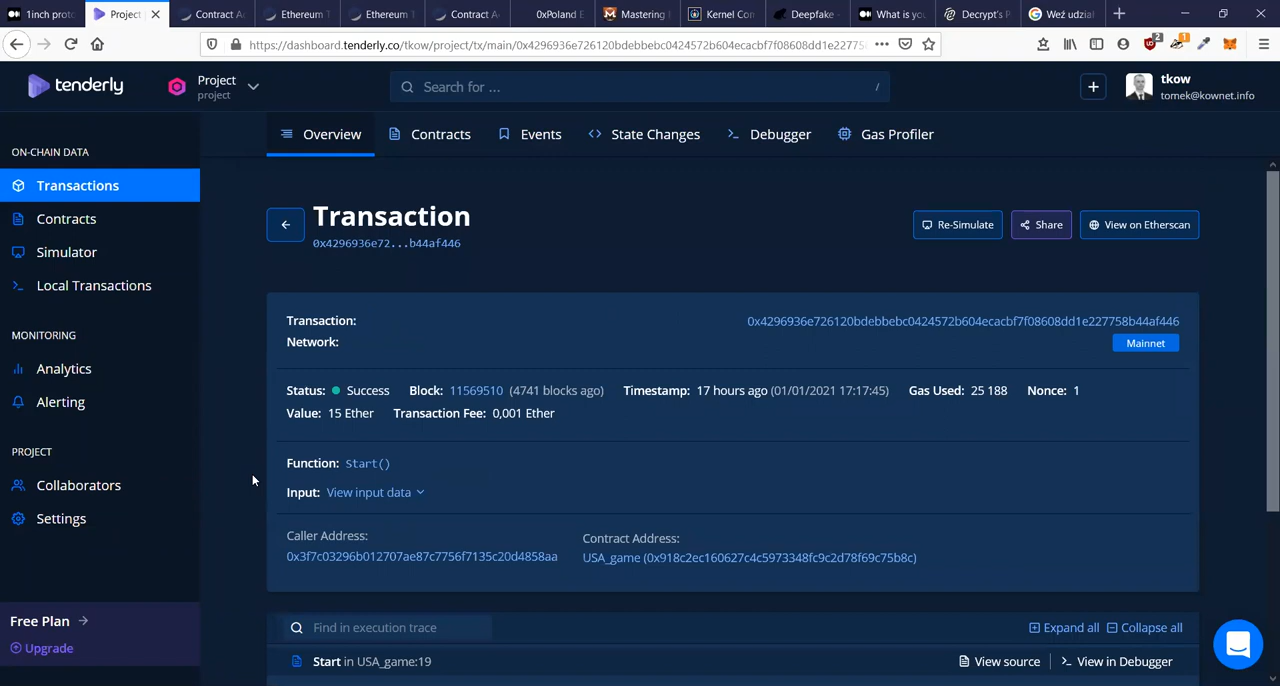 1inch proto
Project
Contract Ac
Ethereum T
Ethereum T
Contract Ac
0xPoland E
Mastering
Kernel Con
Deepfake -
What is you
Decrypt's P
Weź udział
https://dashboard.tenderly.co/tkow/project/tx/main/0x4296936e726120bdebbebc0424572b604ecacbf7f08608dd1e22775
2
1
tenderly
Project
project
Search for ...
/
tkow
tomek@kownet.info
Overview
Contracts
Events
State Changes
Debugger
Gas Profiler
ON-CHAIN DATA
Transactions
Contracts
Simulator
Local Transactions
MONITORING
Analytics
Alerting
PROJECT
Collaborators
Settings
Free Plan
Upgrade
Transaction
0x4296936e72...b44af446
Re-Simulate
Share
View on Etherscan
Transaction: 0x4296936e726120bdebbebc0424572b604ecacbf7f08608dd1e227758b44af446
Network: Mainnet
Status: Success Block: 11569510 (4741 blocks ago) Timestamp: 17 hours ago (01/01/2021 17:17:45) Gas Used: 25 188 Nonce: 1
Value: 15 Ether Transaction Fee: 0,001 Ether
Function: Start()
Input: View input data
Caller Address:
0x3f7c03296b012707ae87c7756f7135c20d4858aa
Contract Address:
USA_game (0x918c2ec160627c4c5973348fc9c2d78f69c75b8c)
Find in execution trace
Expand all
Collapse all
Start in USA_game:19
View source
View in Debugger